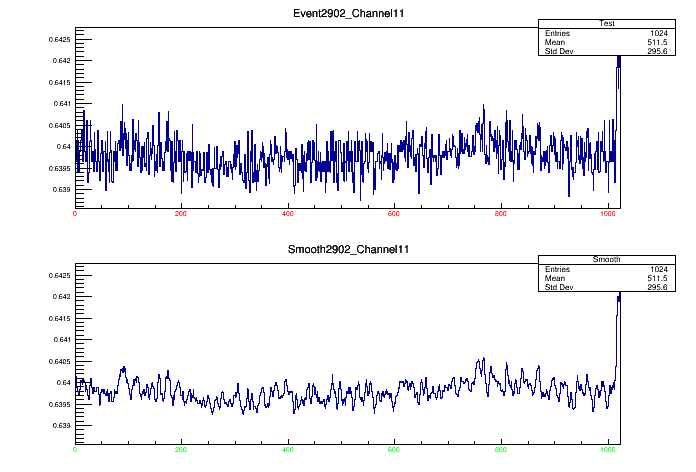 Event2902_Channel11
Test
Entries 1024
Mean 511.5
Std Dev 295.6
0.6425
0.642
0.6415
0.641
0.6405
0.64
0.6395
0.639
0 200 400 600 800 1000
Smooth2902_Channel11
Smooth
Entries 1024
Mean 511.5
Std Dev 295.6
0.6425
0.642
0.6415
0.641
0.6405
0.64
0.6395
0.639
0 200 400 600 800 1000